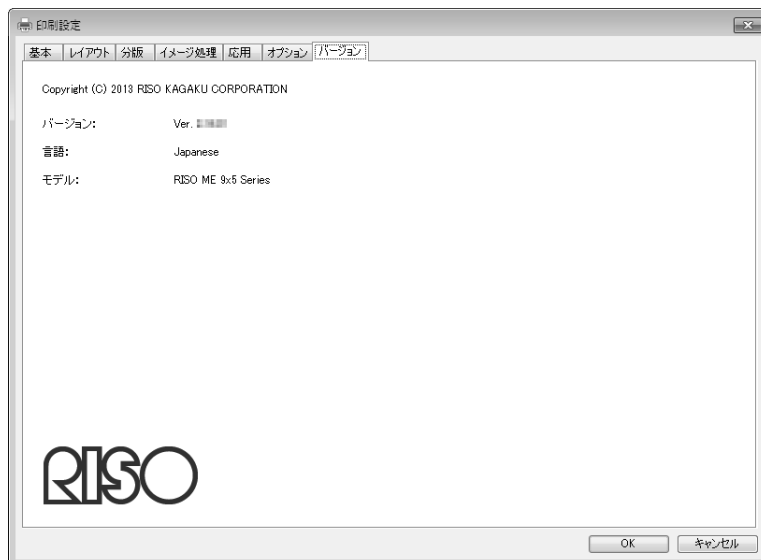 印刷設定
基本 レイアウト 分版 イメージ処理 応用 オプション バージョン
Copyright (C) 2013 RISO KAGAKU CORPORATION
バージョン: Ver.
言語: Japanese
モデル: RISO ME 9x5 Series
RISO
OK キャンセル